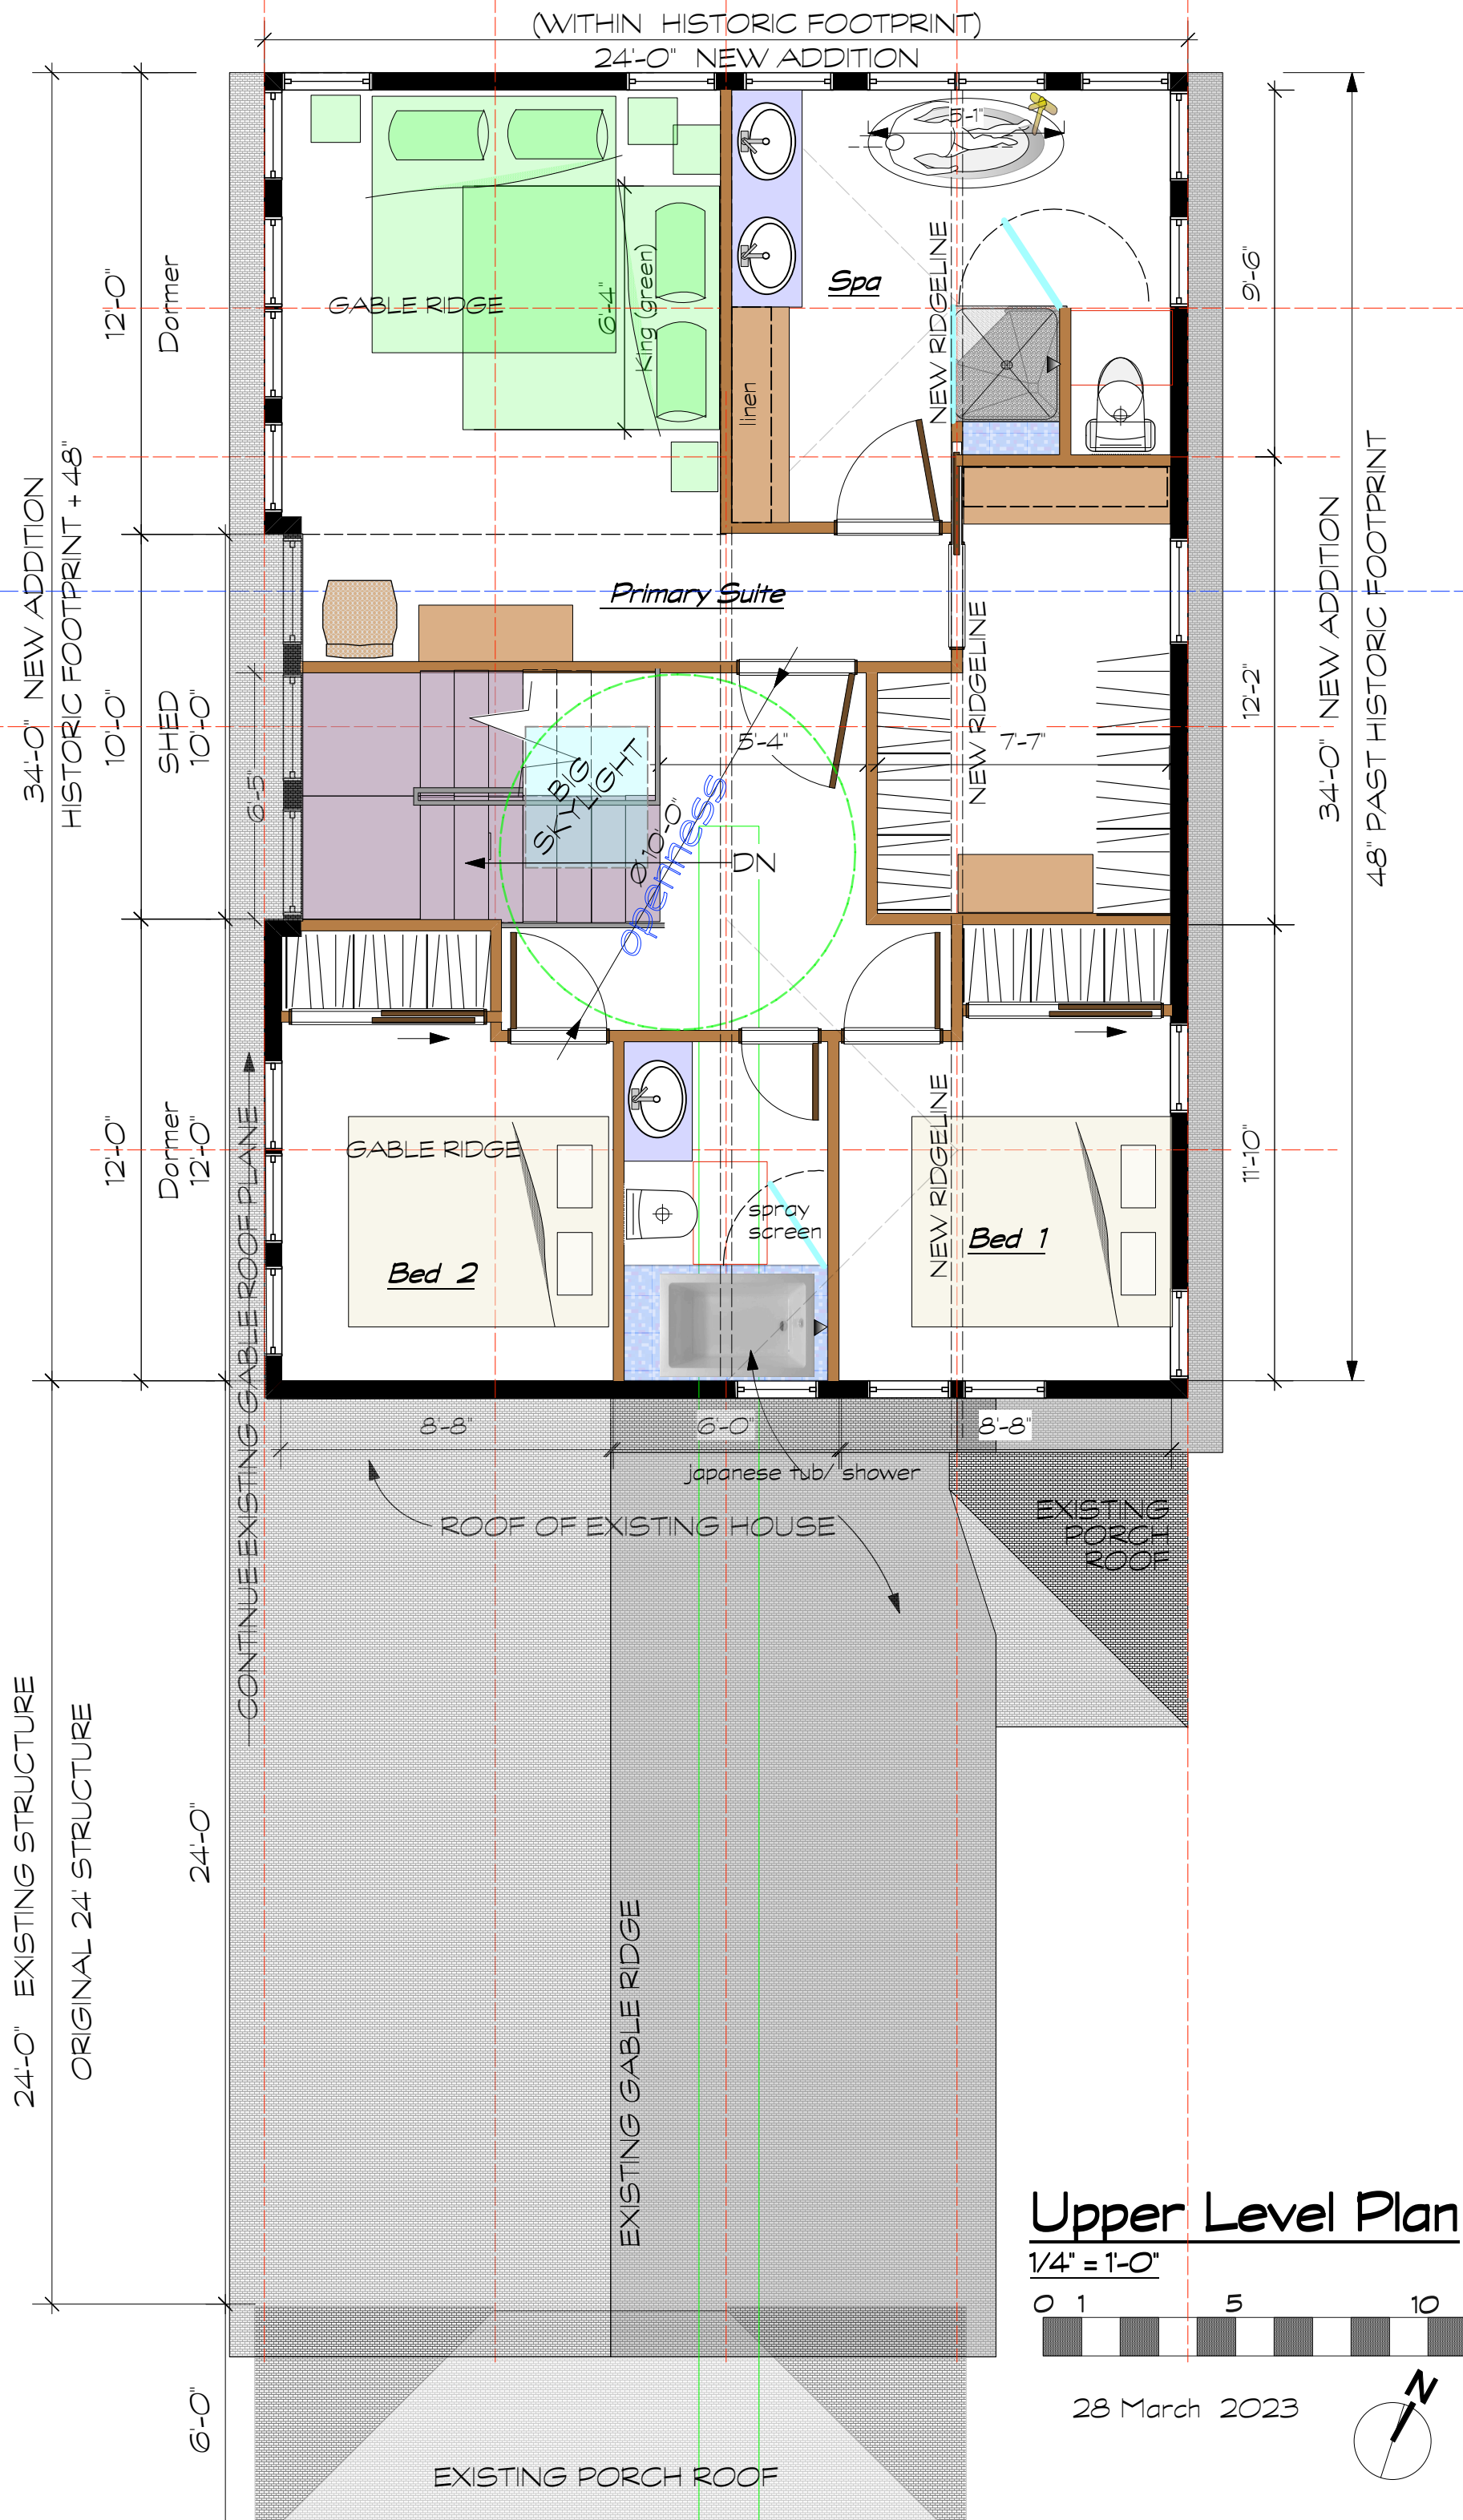 (WITHIN HISTORIC FOOTPRINT)
24'-0" NEW ADDITION
5'-1"
12'-0"
Dormer
GABLE RIDGE
6'-4"
King (green)
Spa
NEW RIDGELINE
9'-6"
linen
34'-0" NEW ADDITION
HISTORIC FOOTPRINT + 48"
34'-0" NEW ADDITION
48" PAST HISTORIC FOOTPRINT
Primary Suite
NEW RIDGELINE
10'-0"
SHED
10'-0"
6'-5"
BIG
SKYLIGHT
Ø 10'-0"
openness
5'-4"
7'-7"
12'-2"
DN
12'-0"
Dormer
12'-0"
GABLE RIDGE
CONTINUE EXISTING GABLE ROOF PLANE
NEW RIDGELINE
11'-10"
spray
screen
Bed 2
Bed 1
8'-8"
6'-0"
8'-8"
japanese tub/ shower
ROOF OF EXISTING HOUSE
EXISTING
PORCH
ROOF
24'-0" EXISTING STRUCTURE
ORIGINAL 24' STRUCTURE
24'-0"
EXISTING GABLE RIDGE
Upper Level Plan
1/4" = 1'-0"
0 1 5 10
28 March 2023
N
6'-0"
EXISTING PORCH ROOF